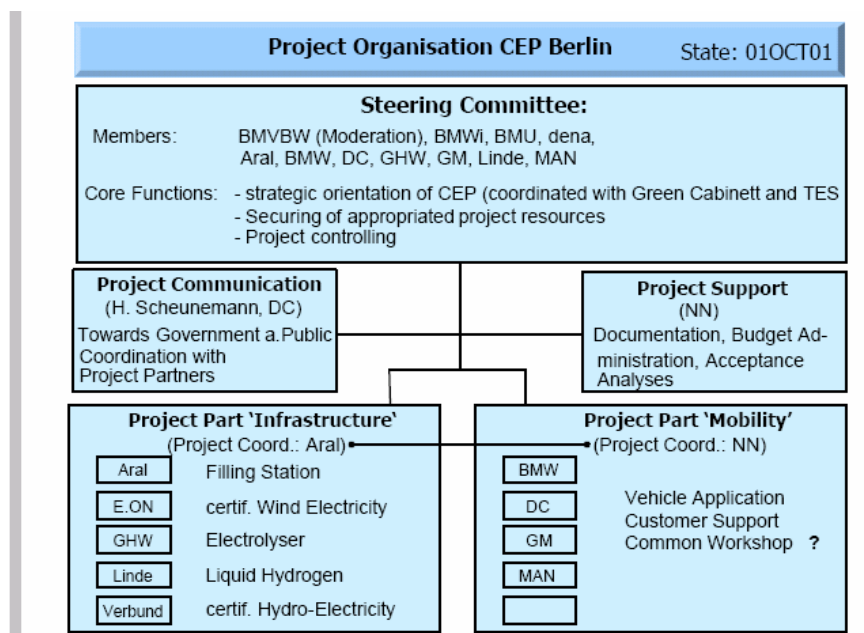 Project Organisation CEP Berlin State: 01OCT01
Steering Committee:
Members: BMVBW (Moderation), BMWi, BMU, dena,
Aral, BMW, DC, GHW, GM, Linde, MAN
Core Functions: - strategic orientation of CEP (coordinated with Green Cabinett and TES
- Securing of appropriated project resources
- Project controlling
Project Communication
(H. Scheunemann, DC)
Towards Government a.Public
Coordination with
Project Partners
Project Support
(NN)
Documentation, Budget Ad-
ministration, Acceptance
Analyses
Project Part 'Infrastructure'
(Project Coord.: Aral)
Aral Filling Station
E.ON certif. Wind Electricity
GHW Electrolyser
Linde Liquid Hydrogen
Verbund certif. Hydro-Electricity
Project Part 'Mobility'
(Project Coord.: NN)
BMW
DC
GM
MAN
Vehicle Application
Customer Support
Common Workshop ?